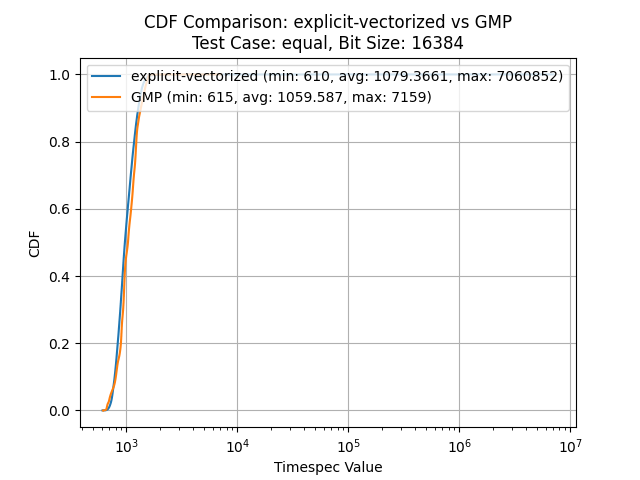 CDF Comparison: explicit-vectorized vs GMP
Test Case: equal, Bit Size: 16384
explicit-vectorized (min: 610, avg: 1079.3661, max: 7060852)
GMP (min: 615, avg: 1059.587, max: 7159)
1.0
0.8
0.6
0.4
0.2
0.0
CDF
10³ 10⁴ 10⁵ 10⁶ 10⁷
Timespec Value